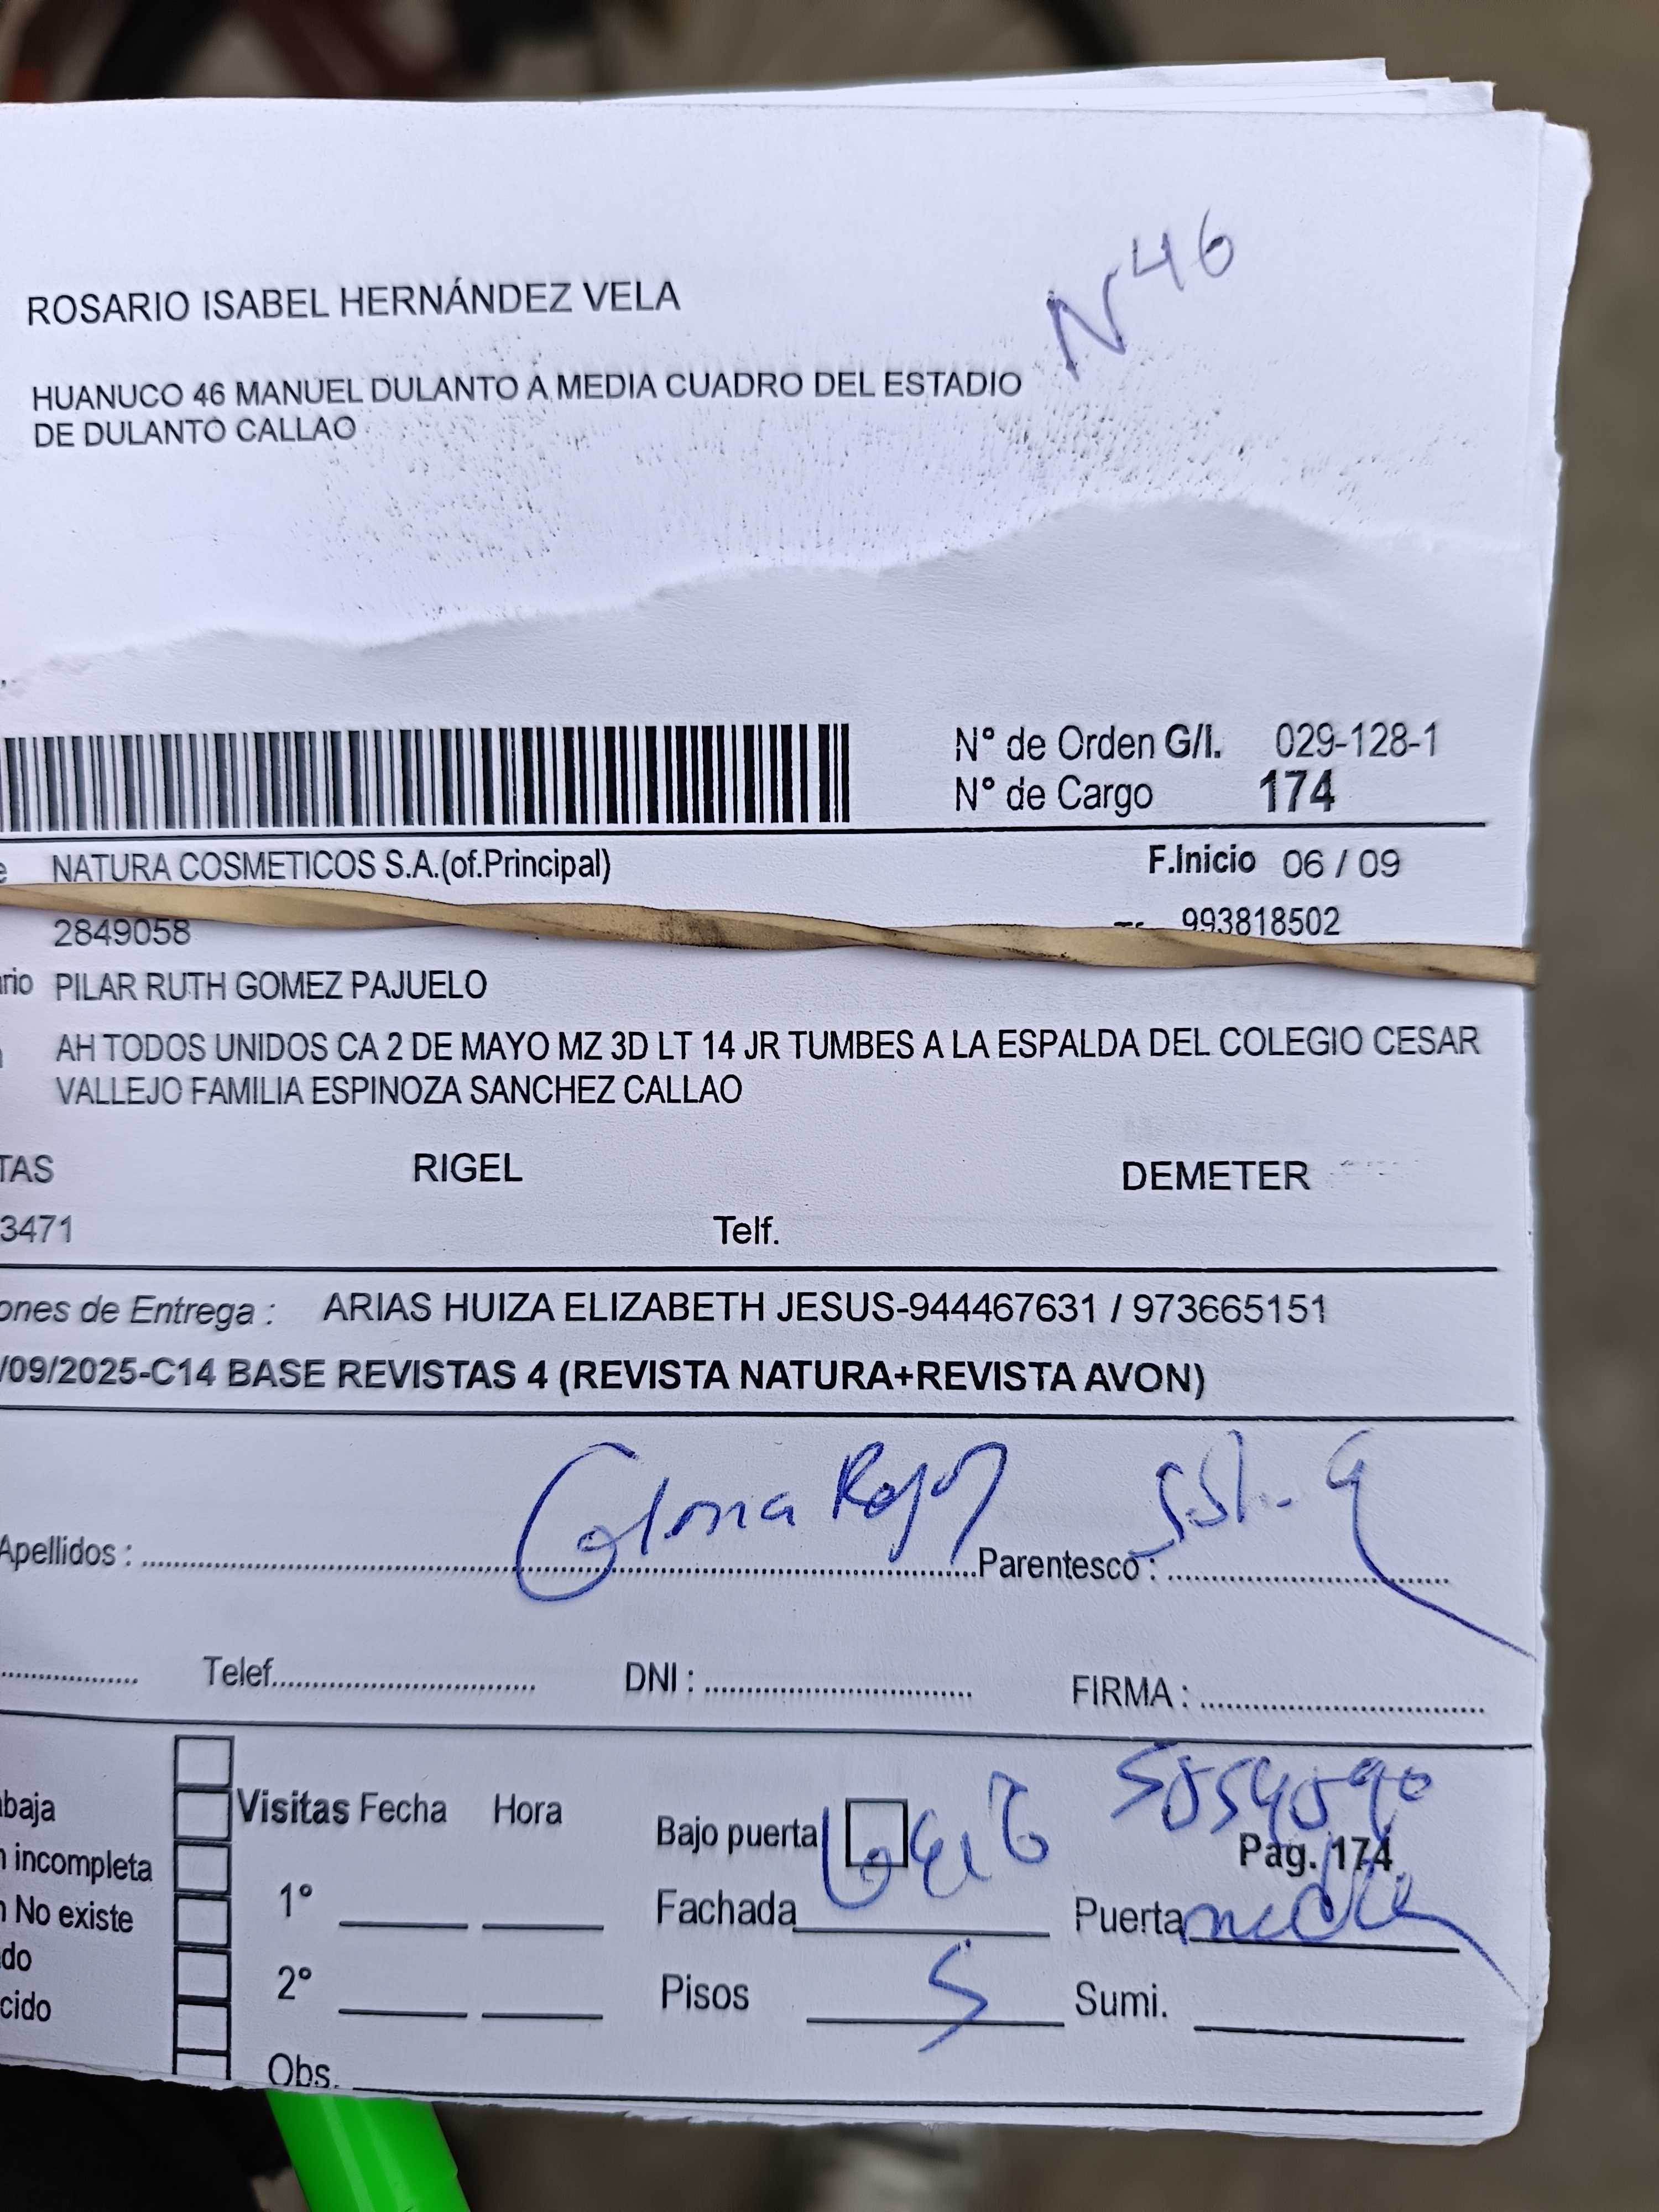 N 46
ROSARIO ISABEL HERNÁNDEZ VELA
HUANUCO 46 MANUEL DULANTO A MEDIA CUADRO DEL ESTADIO
DE DULANTO CALLAO
N° de Orden G/I. 029-128-1
N° de Cargo 174
e NATURA COSMETICOS S.A.(of.Principal) F.Inicio 06 / 09
2849058 993818502
rio PILAR RUTH GOMEZ PAJUELO
AH TODOS UNIDOS CA 2 DE MAYO MZ 3D LT 14 JR TUMBES A LA ESPALDA DEL COLEGIO CESAR
VALLEJO FAMILIA ESPINOZA SANCHEZ CALLAO
TAS RIGEL DEMETER
3471 Telf.
ones de Entrega : ARIAS HUIZA ELIZABETH JESUS-944467631 / 973665151
/09/2025-C14 BASE REVISTAS 4 (REVISTA NATURA+REVISTA AVON)
Apellidos : Parentesco :
Telef. DNI : FIRMA :
baja Visitas Fecha Hora Bajo puerta Pag. 174
n incompleta
n No existe 1° Fachada Puerta
do
cido 2° Pisos 5 Sumi.
Obs.